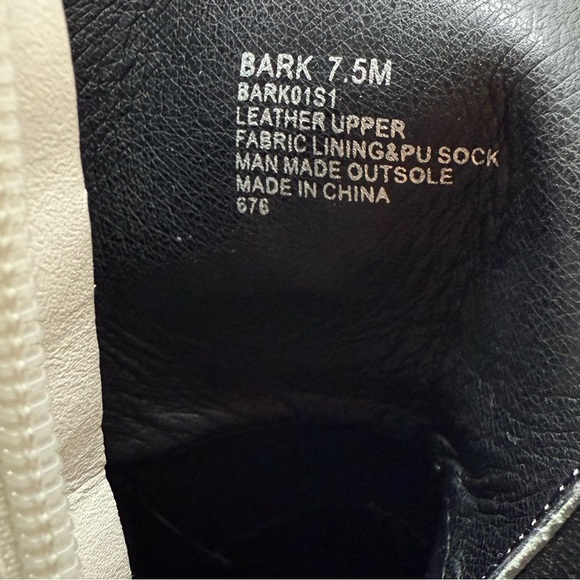 BARK 7.5M
BARK01S1
LEATHER UPPER
FABRIC LINING&PU SOCK
MAN MADE OUTSOLE
MADE IN CHINA
676